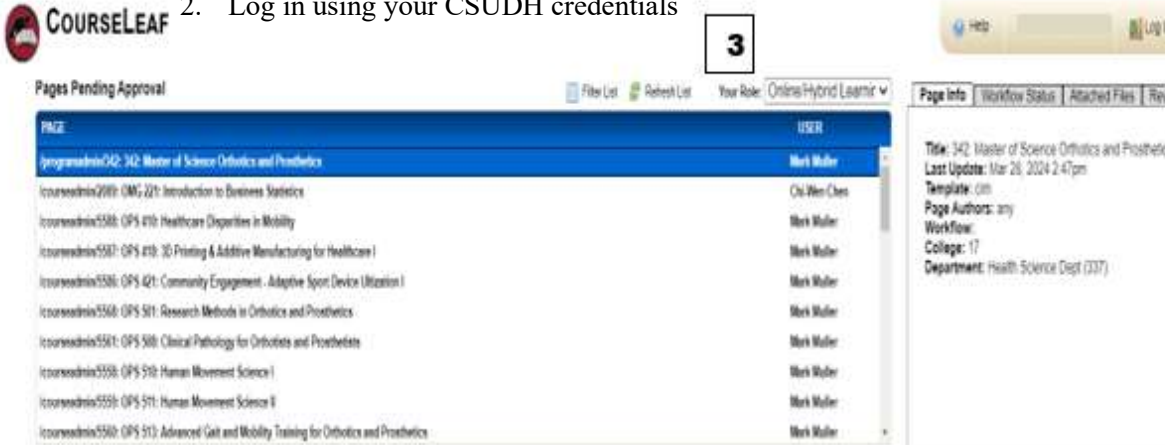 2. Log in using your CSUDH credentials
COURSELEAF
3
Help
Log
Pages Pending Approval
Filter List Refresh List Your Role: Online/Hybrid Learnir
PAGE USER
/programadmin/342: 342: Master of Science Orthotics and Prosthetics Mark Muller
/courseadmin/2089: OMG 221: Introduction to Business Statistics Chi-Wen Chen
/courseadmin/5588: OPS 410: Healthcare Disparities in Mobility Mark Muller
/courseadmin/5587: OPS 418: 3D Printing & Additive Manufacturing for Healthcare I Mark Muller
/courseadmin/5586: OPS 421: Community Engagement - Adaptive Sport Device Utilization I Mark Muller
/courseadmin/5568: OPS 501: Research Methods in Orthotics and Prosthetics Mark Muller
/courseadmin/5561: OPS 508: Clinical Pathology for Orthotists and Prosthetists Mark Muller
/courseadmin/5558: OPS 510: Human Movement Science I Mark Muller
/courseadmin/5559: OPS 511: Human Movement Science II Mark Muller
/courseadmin/5560: OPS 513: Advanced Gait and Mobility Training for Orthotics and Prosthetics Mark Muller
Page Info Workflow Status Attached Files Rev
Title: 342: Master of Science Orthotics and Prosthetic
Last Update: Mar 28, 2024 2:47pm
Template: cim
Page Authors: any
Workflow:
College: 17
Department: Health Science Dept (337)